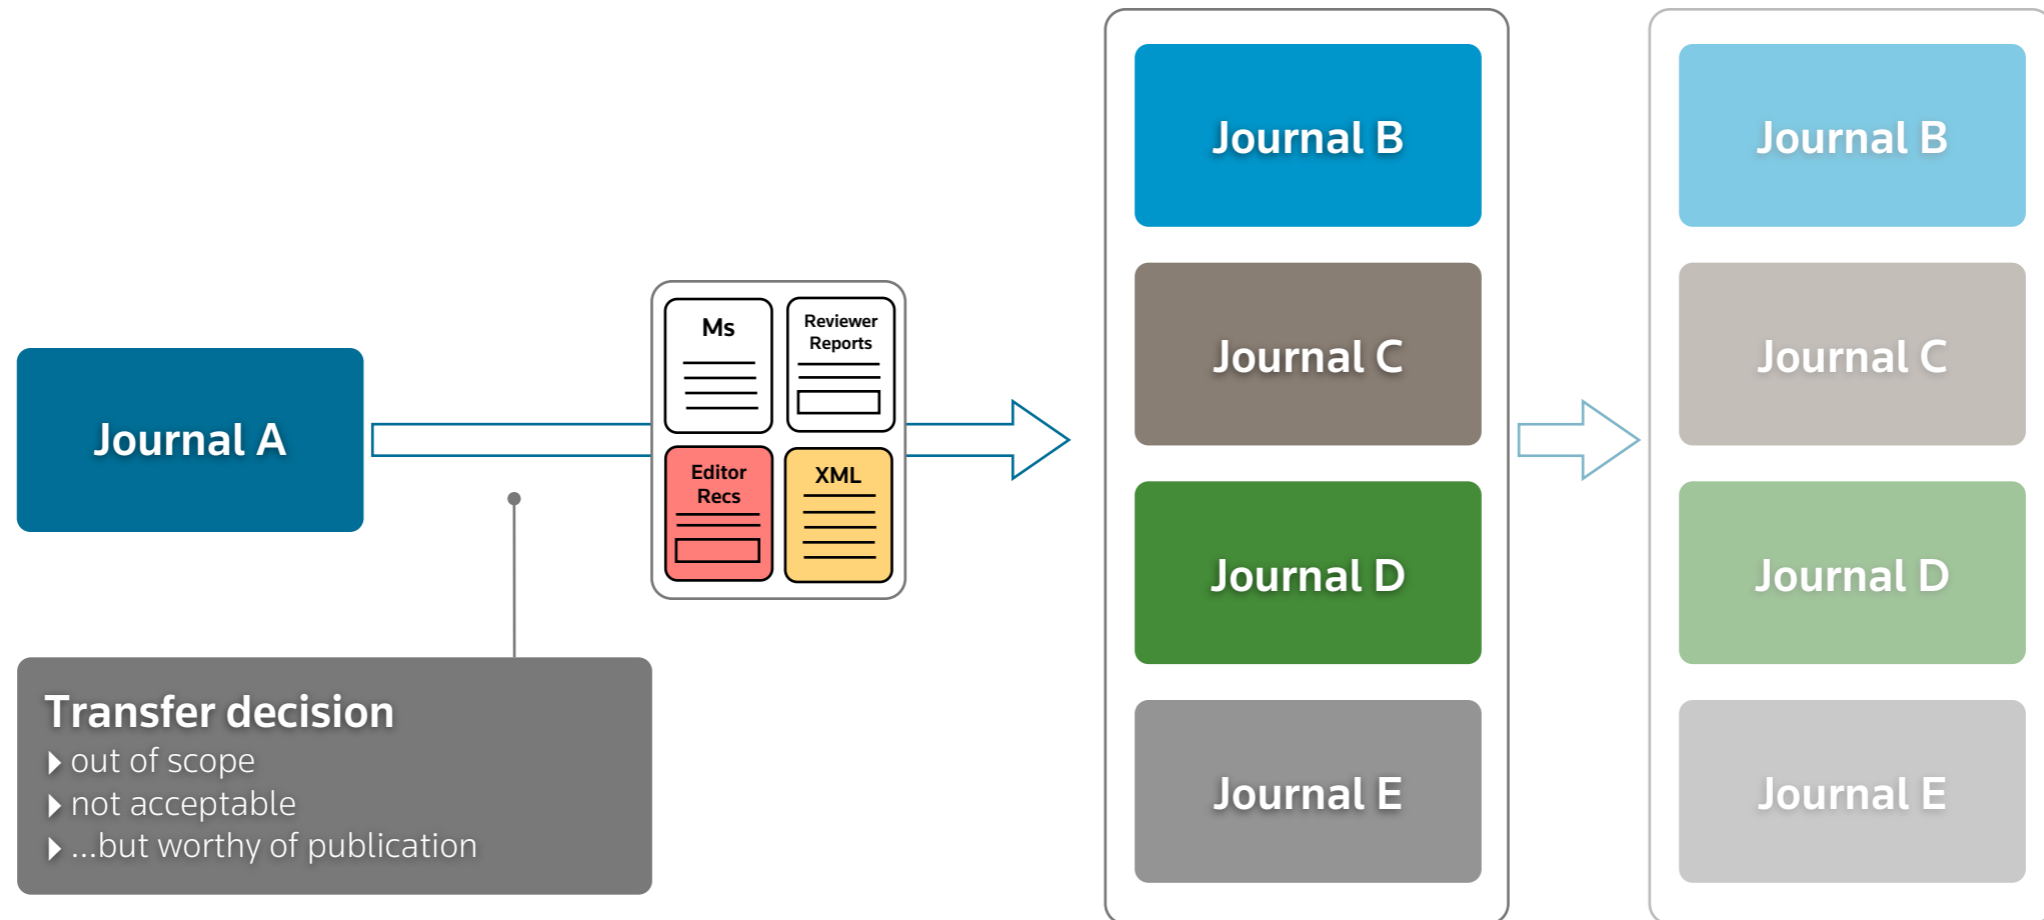 Journal A
Transfer decision
out of scope
not acceptable
...but worthy of publication
Ms
Reviewer
Reports
Editor
Recs
XML
Journal B
Journal C
Journal D
Journal E
Journal B
Journal C
Journal D
Journal E